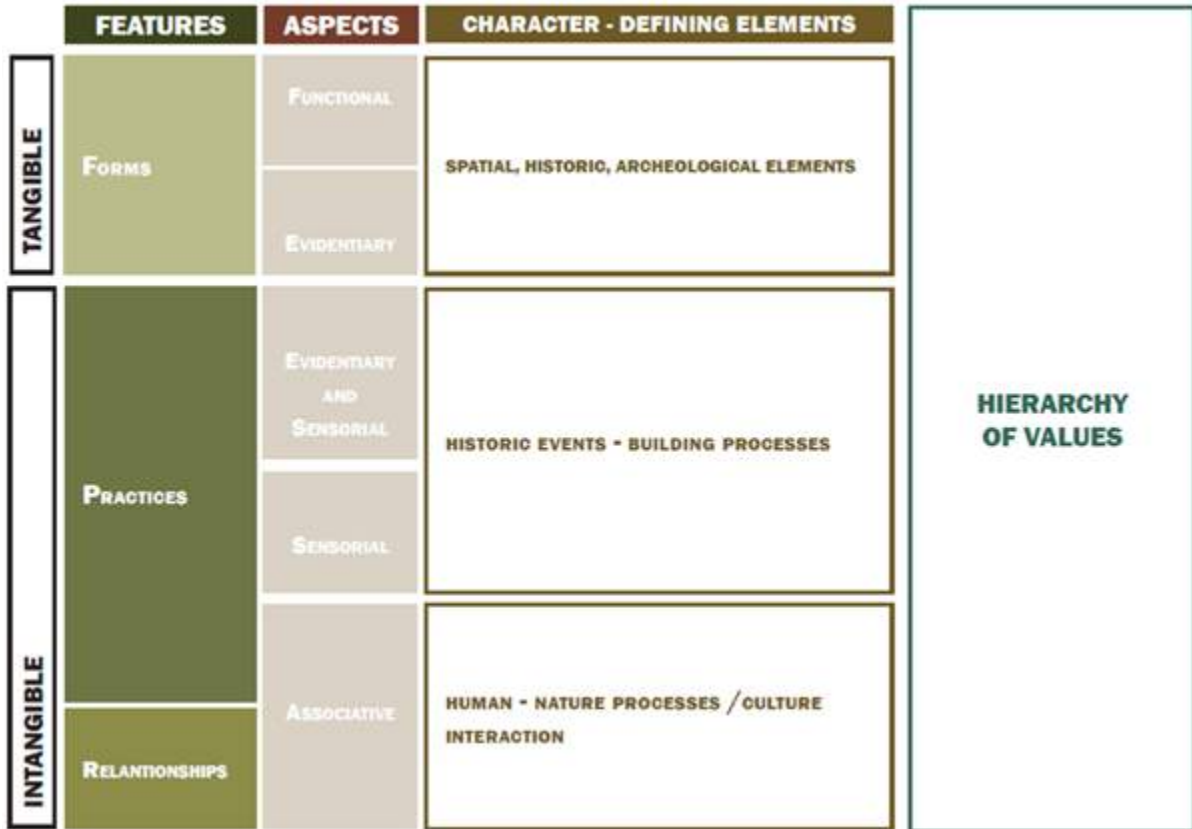 FEATURES
ASPECTS
CHARACTER - DEFINING ELEMENTS
TANGIBLE
FORMS
FUNCTIONAL
EVIDENTIARY
SPATIAL, HISTORIC, ARCHEOLOGICAL ELEMENTS
INTANGIBLE
PRACTICES
RELANTIONSHIPS
EVIDENTIARY
AND
SENSORIAL
SENSORIAL
ASSOCIATIVE
HISTORIC EVENTS - BUILDING PROCESSES
HUMAN - NATURE PROCESSES / CULTURE
INTERACTION
HIERARCHY
OF VALUES